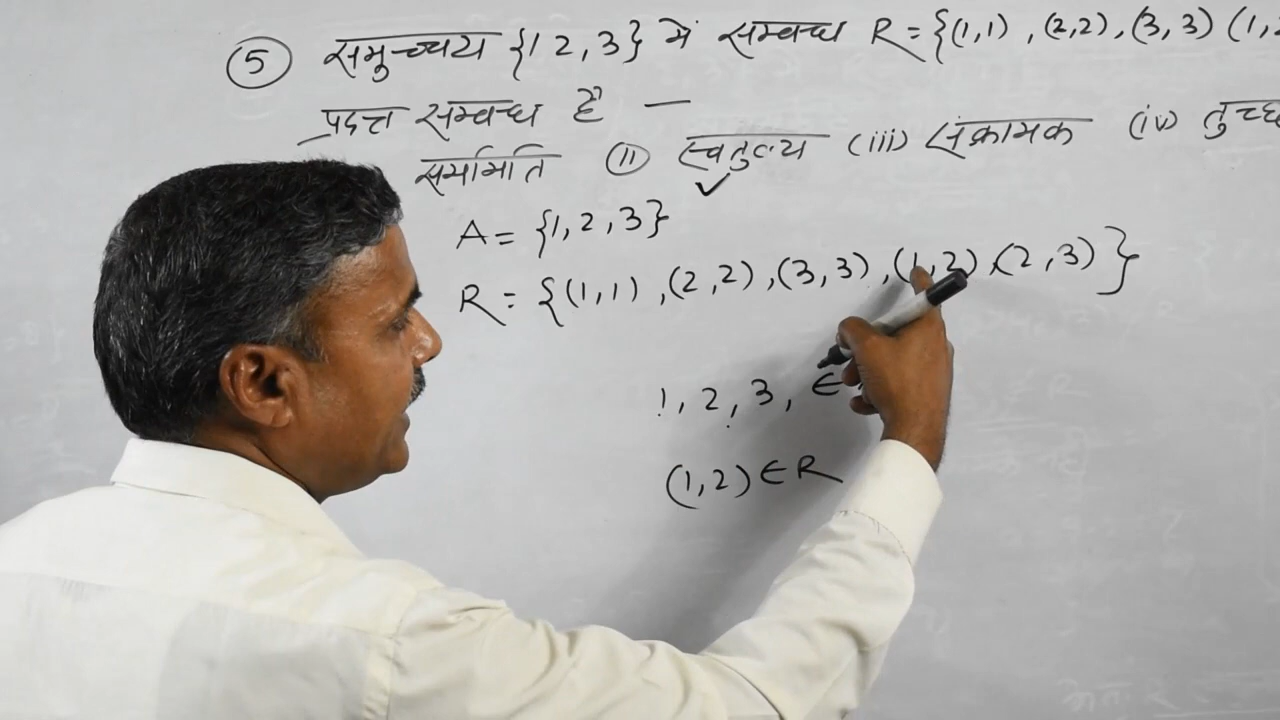 ⑤ समुच्चय {1 2, 3} में सम्बन्ध R = {(1,1) , (2,2) , (3,3) (1,
प्रदत्त सम्बन्ध है —
सममिति (ii) स्वतुल्य (iii) संक्रामक (iv) तुच्छ
A = {1, 2, 3}
R = {(1,1) , (2,2) , (3,3) , (1,2) , (2,3) }
1, 2, 3, ∈
(1,2) ∈ R